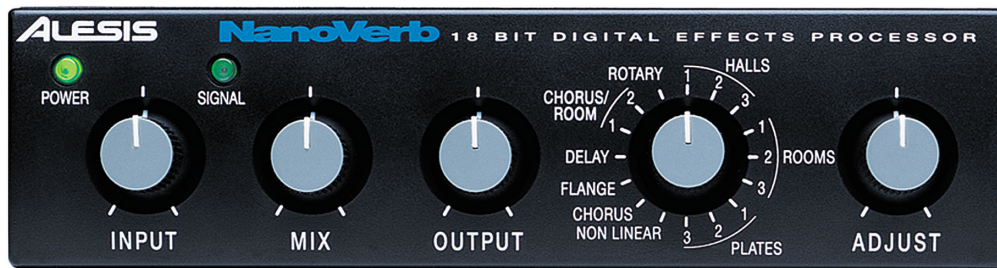 ALESIS NanoVerb 18 BIT DIGITAL EFFECTS PROCESSOR
POWER
SIGNAL
INPUT
MIX
OUTPUT
ROTARY
1 2 3 HALLS
CHORUS/
ROOM
1 2
1 2 3 ROOMS
DELAY
FLANGE
CHORUS
NON LINEAR
3 2 1
PLATES
ADJUST